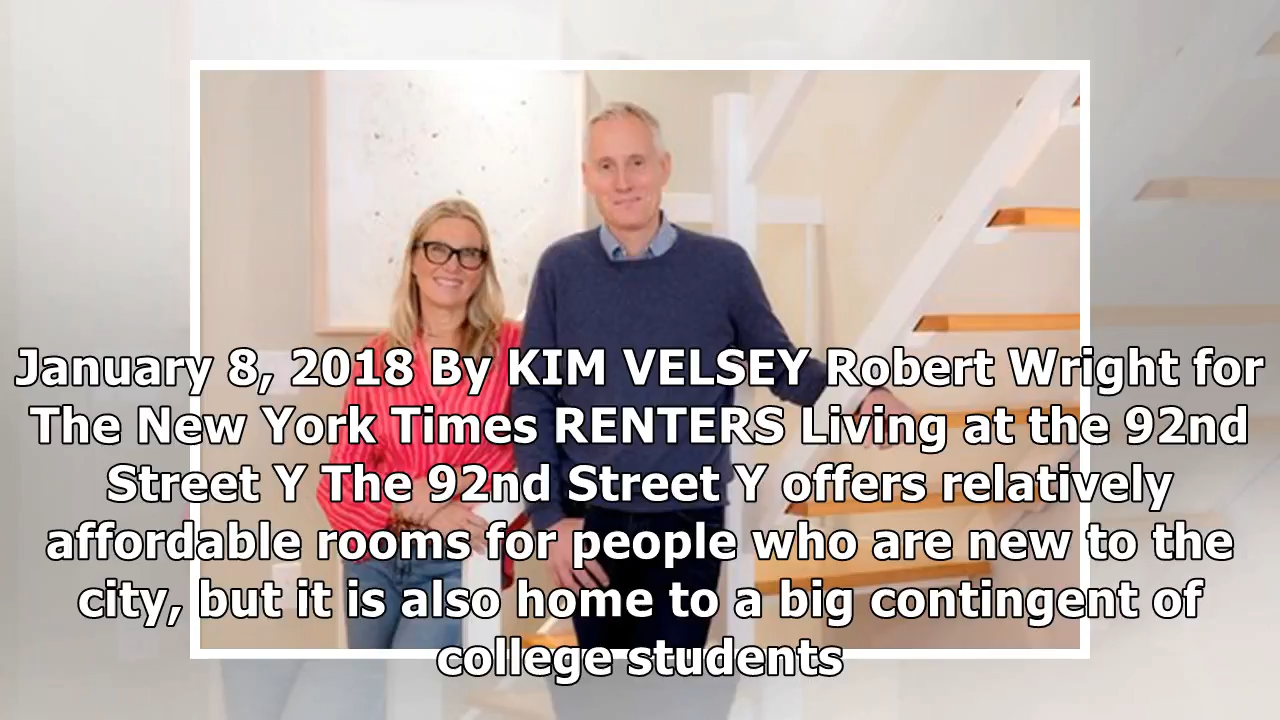 January 8, 2018 By KIM VELSEY Robert Wright for
The New York Times RENTERS Living at the 92nd
Street Y The 92nd Street Y offers relatively
affordable rooms for people who are new to the
city, but it is also home to a big contingent of
college students